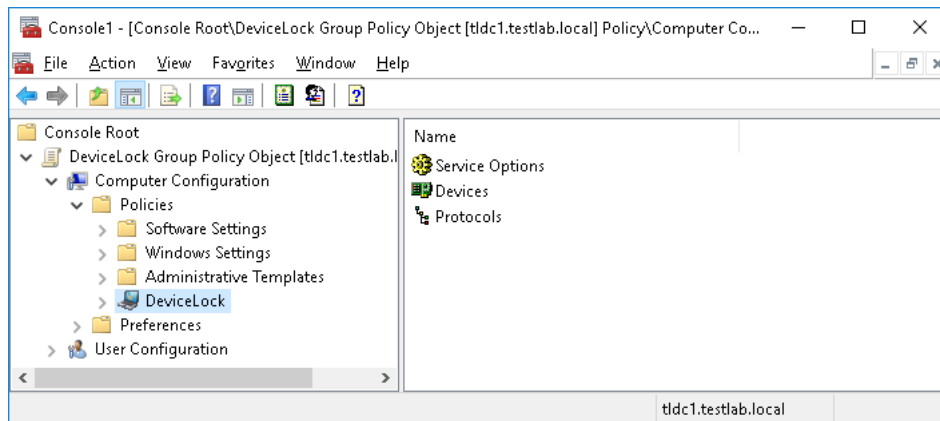 Console1 - [Console Root\DeviceLock Group Policy Object [tldc1.testlab.local] Policy\Computer Co...
File Action View Favorites Window Help
Console Root
DeviceLock Group Policy Object [tldc1.testlab.l
Computer Configuration
Policies
Software Settings
Windows Settings
Administrative Templates
DeviceLock
Preferences
User Configuration
Name
Service Options
Devices
Protocols
tldc1.testlab.local